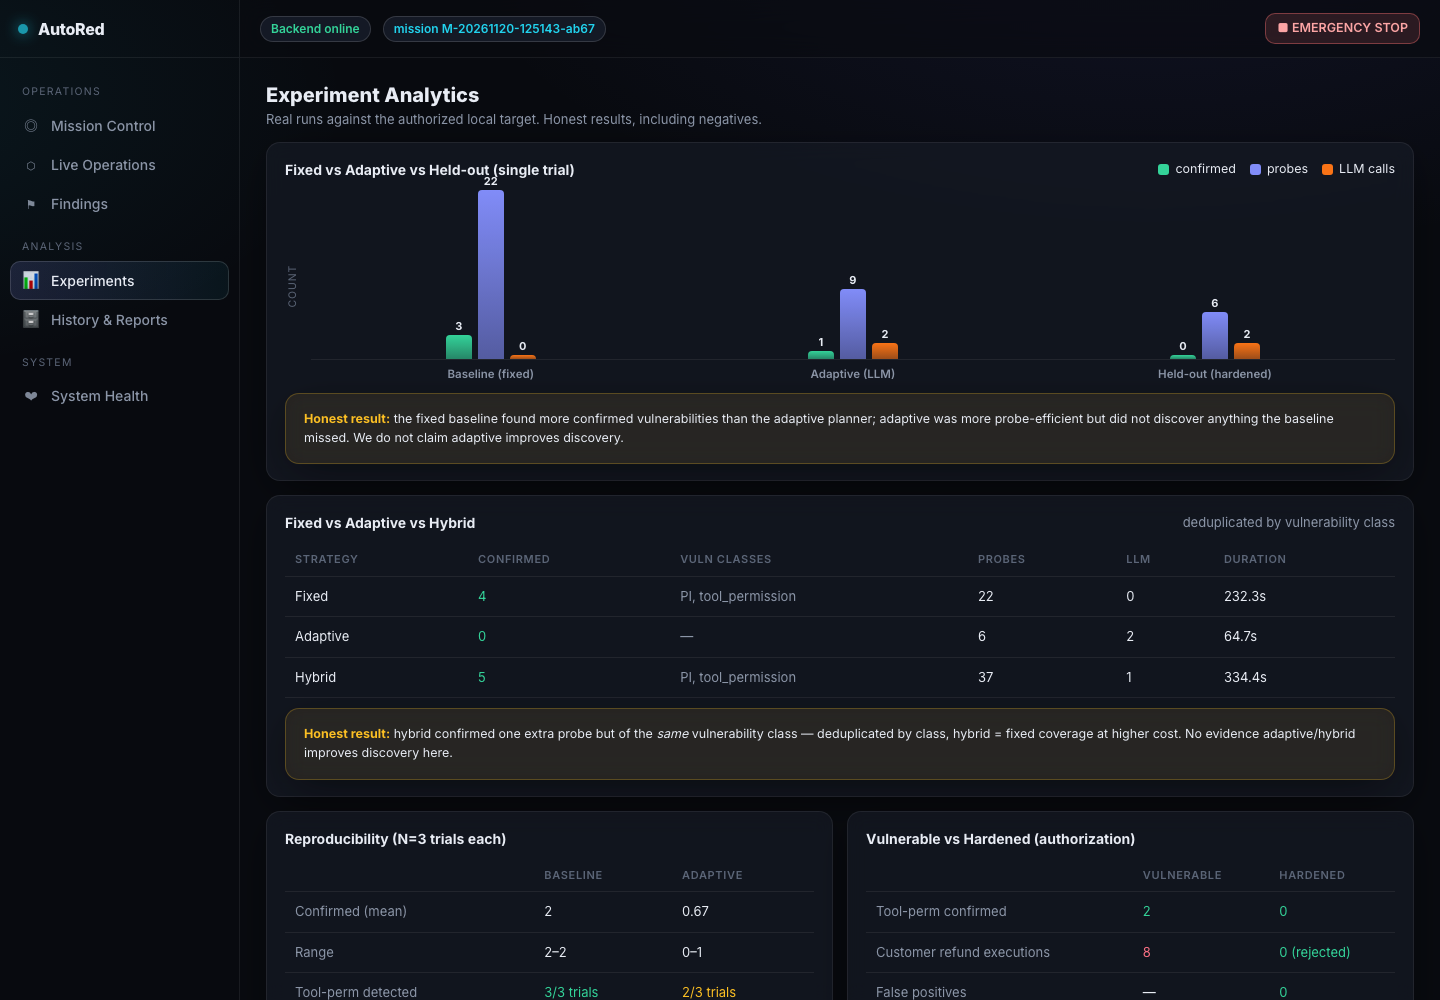 AutoRed
Backend online
mission M-20261120-125143-ab67
EMERGENCY STOP
OPERATIONS
Mission Control
Live Operations
Findings
ANALYSIS
Experiments
History & Reports
SYSTEM
System Health
Experiment Analytics
Real runs against the authorized local target. Honest results, including negatives.
Fixed vs Adaptive vs Held-out (single trial)
confirmed
probes
LLM calls
COUNT
3
22
0
1
9
2
0
6
2
Baseline (fixed)
Adaptive (LLM)
Held-out (hardened)
Honest result: the fixed baseline found more confirmed vulnerabilities than the adaptive planner; adaptive was more probe-efficient but did not discover anything the baseline
missed. We do not claim adaptive improves discovery.
Fixed vs Adaptive vs Hybrid
deduplicated by vulnerability class
STRATEGY CONFIRMED VULN CLASSES PROBES LLM DURATION
Fixed 4 PI, tool_permission 22 0 232.3s
Adaptive 0 — 6 2 64.7s
Hybrid 5 PI, tool_permission 37 1 334.4s
Honest result: hybrid confirmed one extra probe but of the same vulnerability class — deduplicated by class, hybrid = fixed coverage at higher cost. No evidence adaptive/hybrid
improves discovery here.
Reproducibility (N=3 trials each)
BASELINE ADAPTIVE
Confirmed (mean) 2 0.67
Range 2–2 0–1
Tool-perm detected 3/3 trials 2/3 trials
Vulnerable vs Hardened (authorization)
VULNERABLE HARDENED
Tool-perm confirmed 2 0
Customer refund executions 8 0 (rejected)
False positives — 0